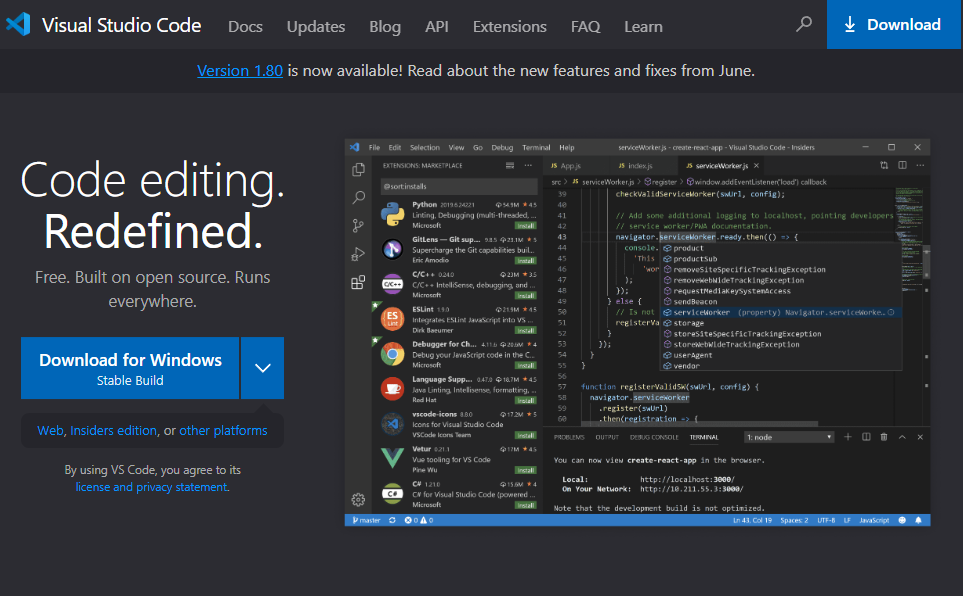 Visual Studio Code Docs Updates Blog API Extensions FAQ Learn Download
Version 1.80 is now available! Read about the new features and fixes from June.
Code editing.
Redefined.
Free. Built on open source. Runs
everywhere.
Download for Windows
Stable Build
Web, Insiders edition, or other platforms
By using VS Code, you agree to its
license and privacy statement.
File Edit Selection View Go Debug Terminal Help serviceWorker.js - create-react-app - Visual Studio Code - Insiders
EXTENSIONS: MARKETPLACE
@sort:installs
Python 2019.6.24221 54.9M 4.5
Linting, Debugging (multi-threaded, ...
Microsoft Install
GitLens — Git sup... 9.8.5 23.1M 5
Supercharge the Git capabilities bui...
Eric Amodio Install
C/C++ 0.24.0 23M 3.5
C/C++ IntelliSense, debugging, and ...
Microsoft Install
ESLint 1.9.0 21.9M 4.5
Integrates ESLint JavaScript into VS ...
Dirk Baeumer Install
Debugger for Ch... 4.11.6 20.6M 4
Debug your JavaScript code in the C...
Microsoft Install
Language Supp... 0.47.0 18.7M 4.5
Java Linting, Intellisense, formatting, ...
Red Hat Install
vscode-icons 8.8.0 17.2M 5
Icons for Visual Studio Code
VSCode Icons Team Install
Vetur 0.21.1 17M 4.5
Vue tooling for VS Code
Pine Wu Install
C# 1.21.0 15.6M 4
C# for Visual Studio Code (powered ...
Microsoft Install
JS App.js JS index.js JS serviceWorker.js
src > JS serviceWorker.js > register > window.addEventListener('load') callback
39 checkValidServiceWorker(swUrl, config);
40
41 // Add some additional logging to localhost, pointing developers
42 // service worker/PWA documentation.
43 navigator.serviceWorker.ready.then(() => {
44 console.
45 'This
46 'wor
47 );
48 });
49 } else {
50 // Is not
51 registerVa
52 }
53 });
54 }
55 }
56
57 function registerValidSW(swUrl, config) {
58 navigator.serviceWorker
59 .register(swUrl)
60 .then(registration => {
product
productSub
removeSiteSpecificTrackingException
removeWebWideTrackingException
requestMediaKeySystemAccess
sendBeacon
serviceWorker (property) Navigator.serviceWorke...
storage
storeSiteSpecificTrackingException
storeWebWideTrackingException
userAgent
vendor
PROBLEMS OUTPUT DEBUG CONSOLE TERMINAL 1: node
You can now view create-react-app in the browser.
Local: http://localhost:3000/
On Your Network: http://10.211.55.3:3000/
Note that the development build is not optimized.
master 0 0 Ln 43, Col 19 Spaces: 2 UTF-8 LF JavaScript